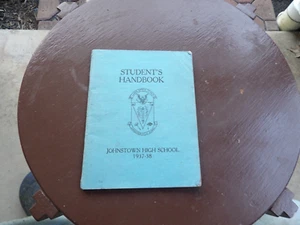 STUDENT'S
HANDBOOK
JOHNSTOWN HIGH SCHOOL
1937-38